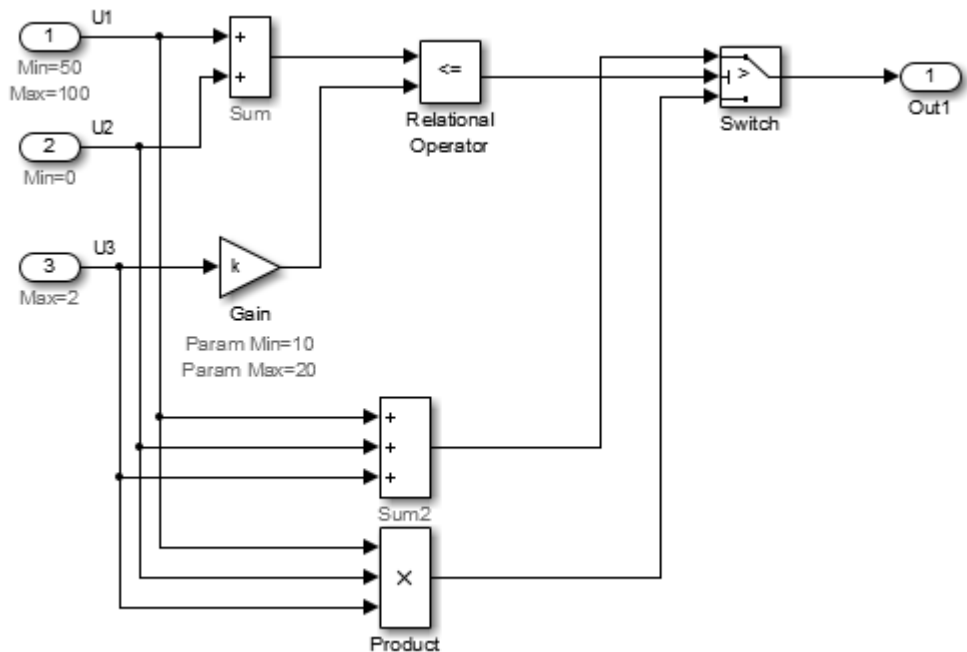 U1
1
Min=50
Max=100
+
+
Sum
<=
Relational
Operator
>
Switch
1
Out1
U2
2
Min=0
U3
3
Max=2
k
Gain
Param Min=10
Param Max=20
+
+
+
Sum2
×
Product